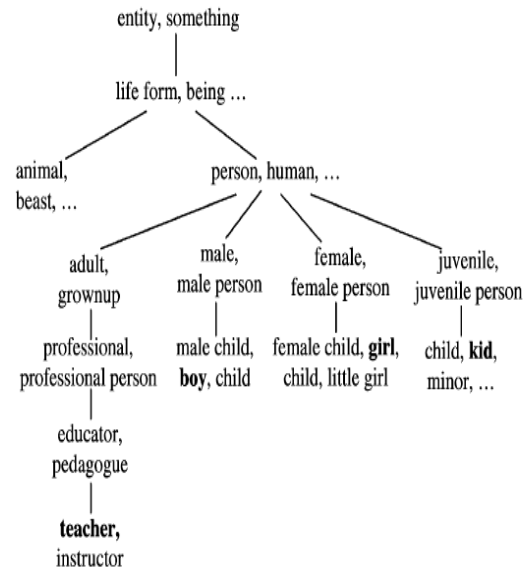 entity, something
life form, being ...
animal,
beast, ...
person, human, ...
adult,
grownup
male,
male person
female,
female person
juvenile,
juvenile person
professional,
professional person
male child,
boy, child
female child, girl,
child, little girl
child, kid,
minor, ...
educator,
pedagogue
teacher,
instructor